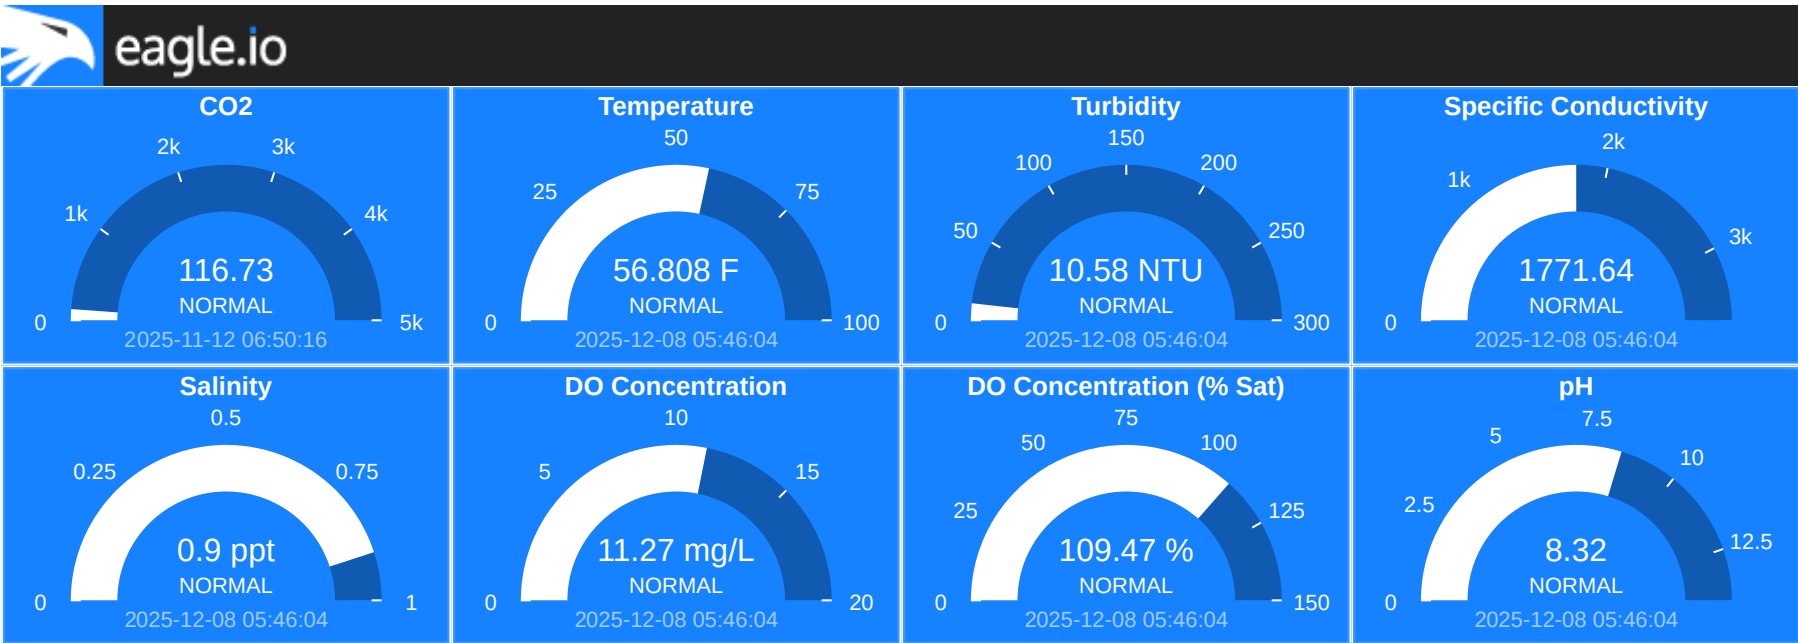 eagle.io
CO2
0
1k
2k
3k
4k
5k
116.73
NORMAL
2025-11-12 06:50:16
Temperature
0
25
50
75
100
56.808 F
NORMAL
2025-12-08 05:46:04
Turbidity
0
50
100
150
200
250
300
10.58 NTU
NORMAL
2025-12-08 05:46:04
Specific Conductivity
0
1k
2k
3k
1771.64
NORMAL
2025-12-08 05:46:04
Salinity
0
0.25
0.5
0.75
1
0.9 ppt
NORMAL
2025-12-08 05:46:04
DO Concentration
0
5
10
15
20
11.27 mg/L
NORMAL
2025-12-08 05:46:04
DO Concentration (% Sat)
0
25
50
75
100
125
150
109.47 %
NORMAL
2025-12-08 05:46:04
pH
0
2.5
5
7.5
10
12.5
8.32
NORMAL
2025-12-08 05:46:04